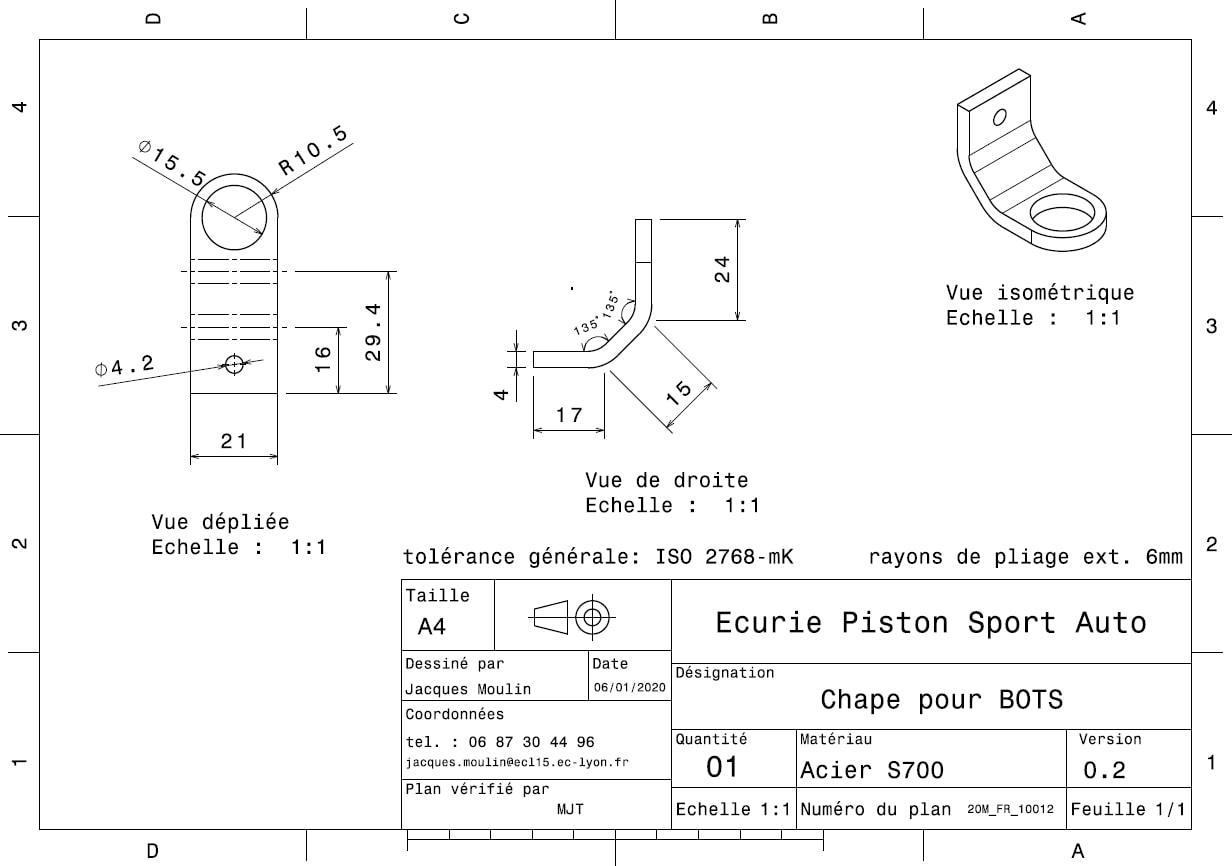 D C B A
4 4
∅15.5
R10.5
24
135° 135°
Vue isométrique
Echelle : 1:1
3 3
29.4
16
∅4.2
4
15
17
21
Vue de droite
Echelle : 1:1
Vue dépliée
Echelle : 1:1
2 2
tolérance générale: ISO 2768-mK rayons de pliage ext. 6mm
Taille
A4
Ecurie Piston Sport Auto
Dessiné par Date
Jacques Moulin 06/01/2020
Désignation
Chape pour BOTS
Coordonnées
tel. : 06 87 30 44 96
jacques.moulin@ecl15.ec-lyon.fr
Quantité Matériau Version
01 Acier S700 0.2
1 1
Plan vérifié par
MJT
Echelle 1:1 Numéro du plan 20M_FR_10012 Feuille 1/1
D A